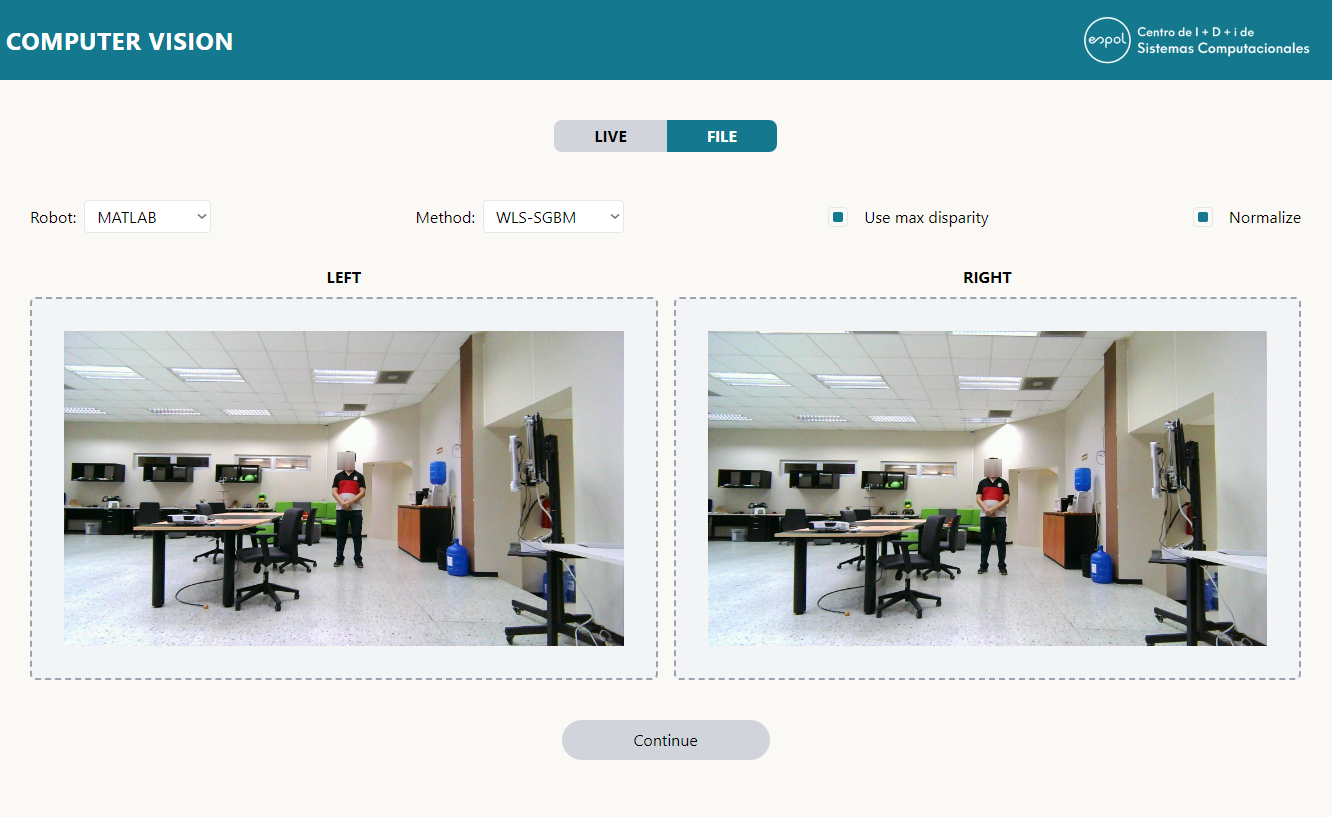 COMPUTER VISION
espol
Centro de I + D + i de
Sistemas Computacionales
LIVE
FILE
Robot:
MATLAB
Method:
WLS-SGBM
Use max disparity
Normalize
LEFT
RIGHT
Continue